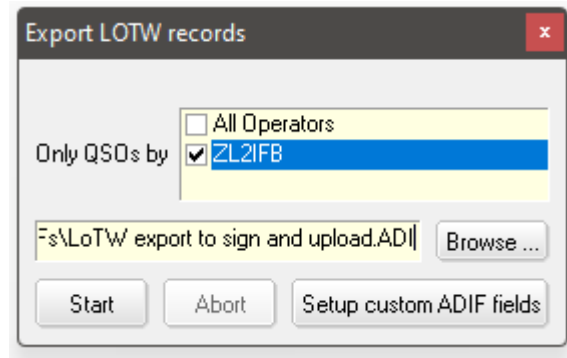 Export LOTW records
x
All Operators
Only QSOs by
ZL2IFB
Fs\LoTW export to sign and upload.ADI
Browse ...
Start
Abort
Setup custom ADIF fields